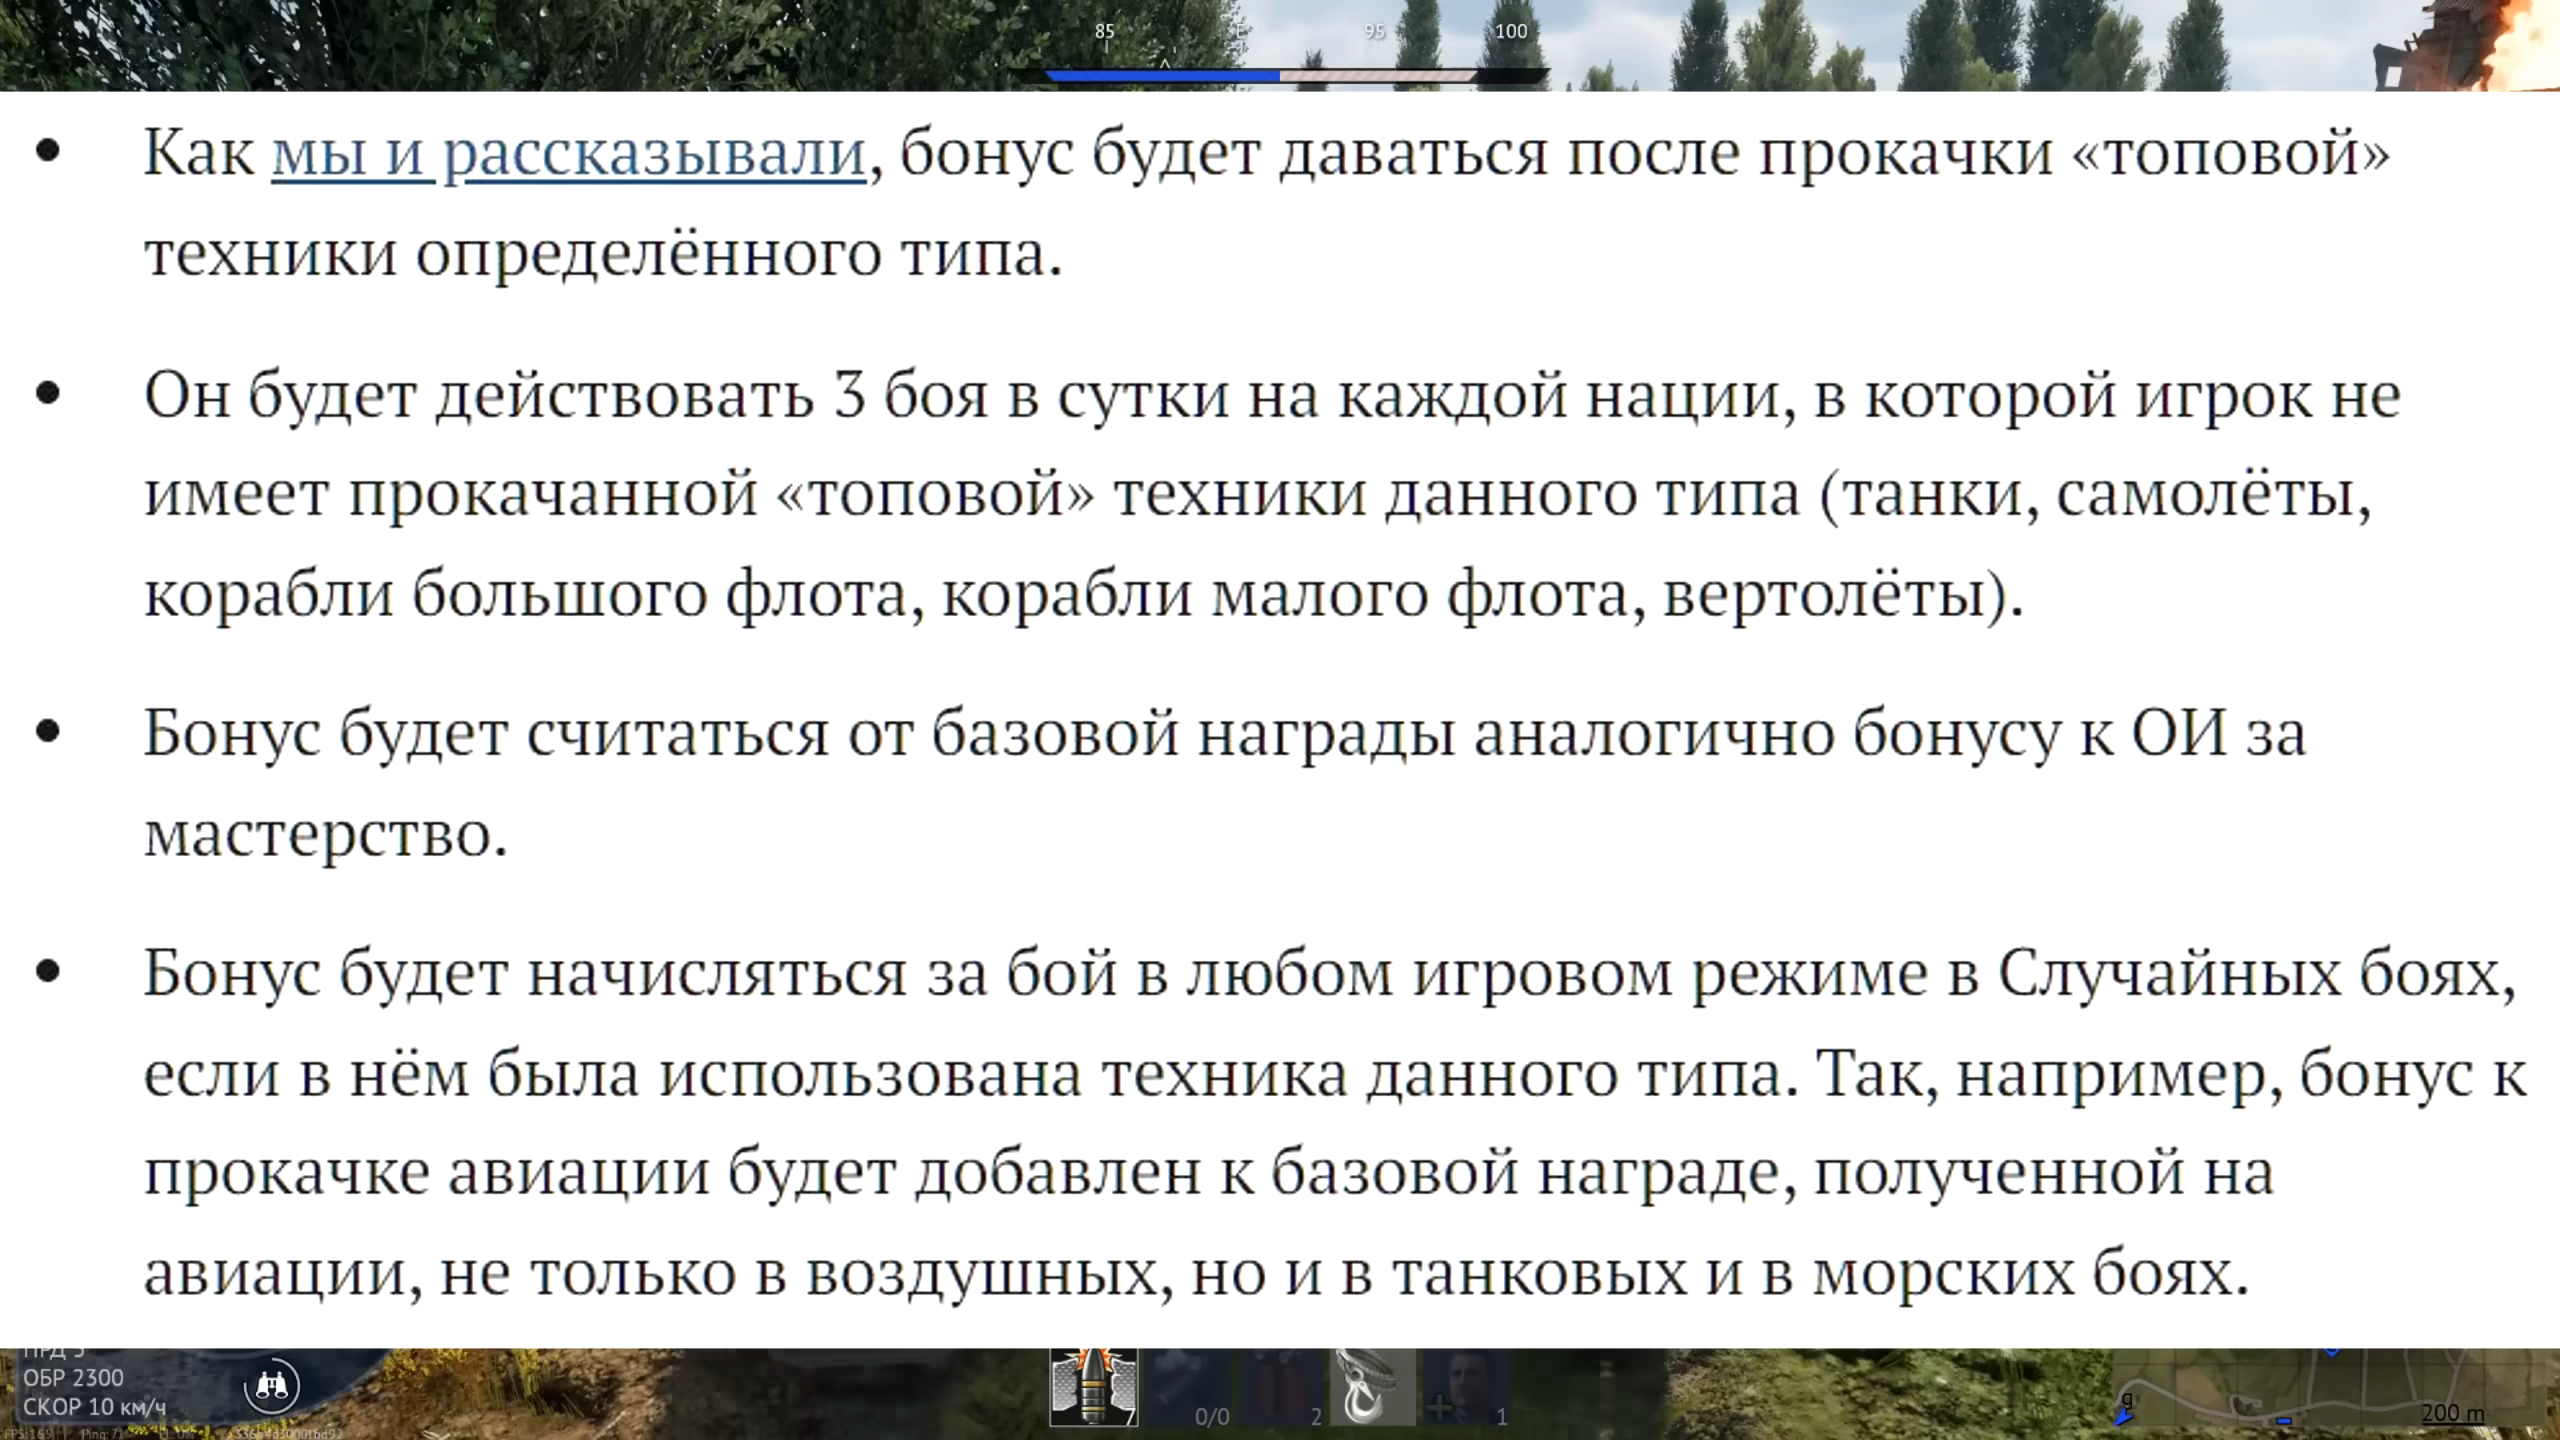 85 E 95 100
• Как мы и рассказывали, бонус будет даваться после прокачки «топовой»
техники определённого типа.
• Он будет действовать 3 боя в сутки на каждой нации, в которой игрок не
имеет прокачанной «топовой» техники данного типа (танки, самолёты,
корабли большого флота, корабли малого флота, вертолёты).
• Бонус будет считаться от базовой награды аналогично бонусу к ОИ за
мастерство.
• Бонус будет начисляться за бой в любом игровом режиме в Случайных боях,
если в нём была использована техника данного типа. Так, например, бонус к
прокачке авиации будет добавлен к базовой награде, полученной на
авиации, не только в воздушных, но и в танковых и в морских боях.
ПРД 5
ОБР 2300
СКОР 10 км/ч
7 0/0 2 1
200 m